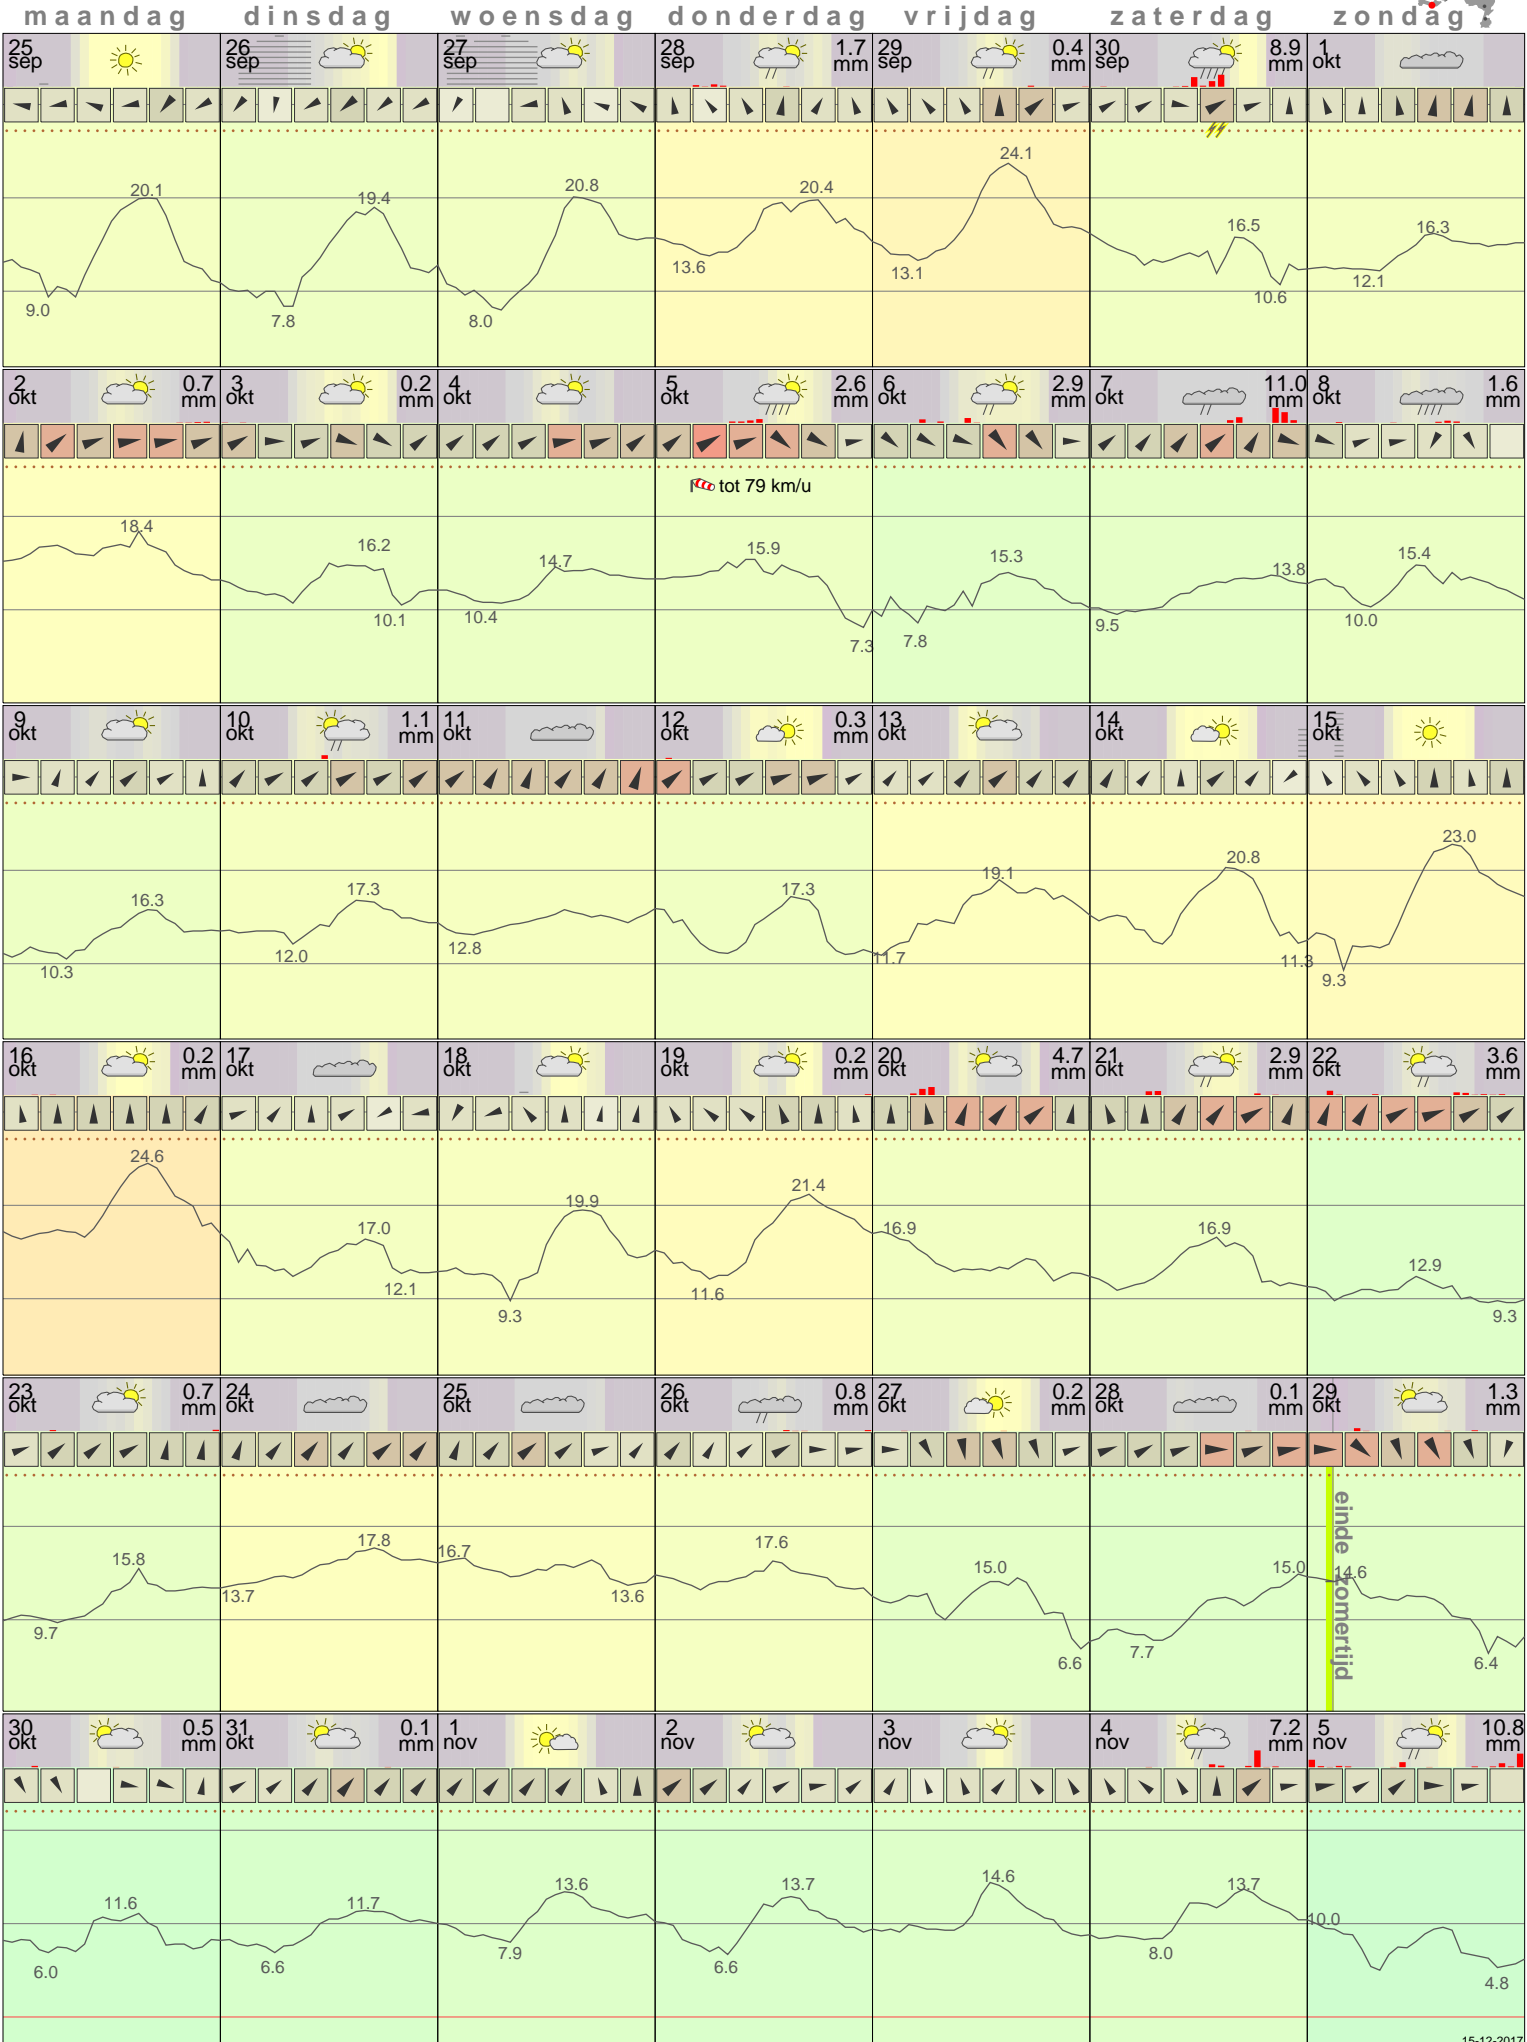 maandag dinsdag woensdag donderdag vrijdag zaterdag zondag
25 sep 26 sep 27 sep 28 sep 1.7 mm 29 sep 0.4 mm 30 sep 8.9 mm 1 okt
20.1 19.4 20.8 20.4 24.1 16.5 16.3
9.0 7.8 8.0 13.6 13.1 10.6 12.1
2 okt 0.7 mm 3 okt 0.2 mm 4 okt 5 okt 2.6 mm 6 okt 2.9 mm 7 okt 11.0 mm 8 okt 1.6 mm
tot 79 km/u
18.4 16.2 14.7 15.9 15.3 13.8 15.4
10.1 10.4 7.3 7.8 9.5 10.0
9 okt 10 okt 1.1 mm 11 okt 12 okt 0.3 mm 13 okt 14 okt 15 okt
16.3 17.3 17.3 19.1 20.8 23.0
10.3 12.0 12.8 11.7 11.3 9.3
16 okt 0.2 mm 17 okt 18 okt 19 okt 0.2 mm 20 okt 4.7 mm 21 okt 2.9 mm 22 okt 3.6 mm
24.6 17.0 19.9 21.4 16.9 16.9 12.9
12.1 9.3 11.6 9.3
23 okt 0.7 mm 24 okt 25 okt 26 okt 0.8 mm 27 okt 0.2 mm 28 okt 0.1 mm 29 okt 1.3 mm
einde zomertijd
15.8 17.8 16.7 17.6 15.0 15.0 14.6
9.7 13.7 13.6 6.6 7.7 6.4
30 okt 0.5 mm 31 okt 0.1 mm 1 nov 2 nov 3 nov 4 nov 7.2 mm 5 nov 10.8 mm
11.6 11.7 13.6 13.7 14.6 13.7 10.0
6.0 6.6 7.9 6.6 8.0 4.8
15-12-2017